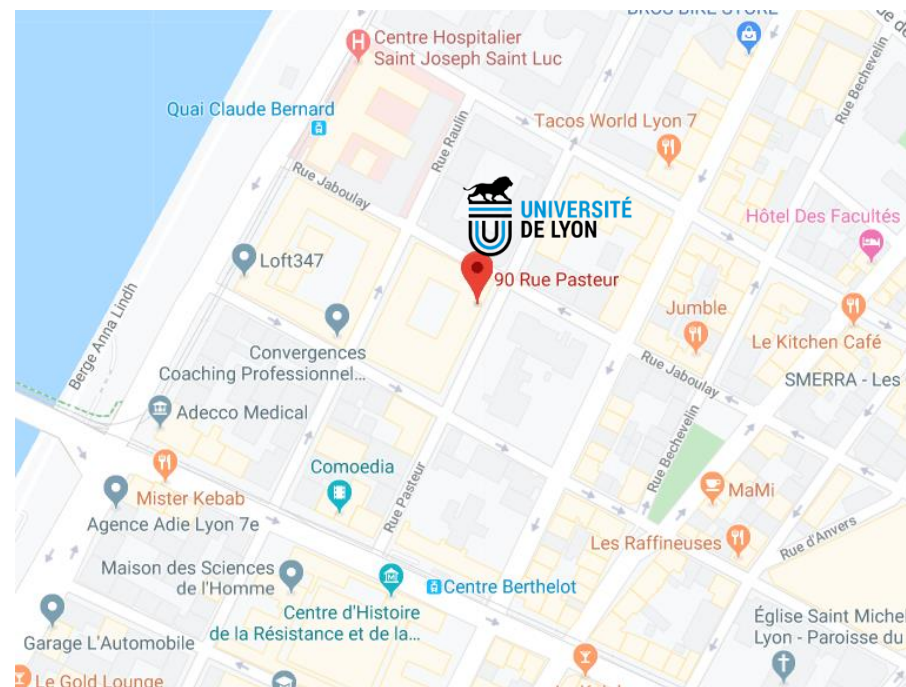 BROS BIKE STORE
Centre Hospitalier
Saint Joseph Saint Luc
Rue Bechevelin
Quai Claude Bernard
Rue Raulin
Tacos World Lyon 7
Rue Jaboulay
UNIVERSITÉ
DE LYON
Hôtel Des Facultés
Loft347
90 Rue Pasteur
Berge Anna Lindh
Jumble
Le Kitchen Café
Convergences
Coaching Professionnel...
Rue Jaboulay
SMERRA - Les
Adecco Medical
Rue Bechevelin
Comoedia
Rue Pasteur
MaMi
Mister Kebab
Agence Adie Lyon 7e
Les Raffineuses
Rue d'Anvers
Maison des Sciences
de l'Homme
Centre Berthelot
Centre d'Histoire
de la Résistance et de la...
Église Saint Michel
Lyon - Paroisse du
Garage L'Automobile
Le Gold Lounge